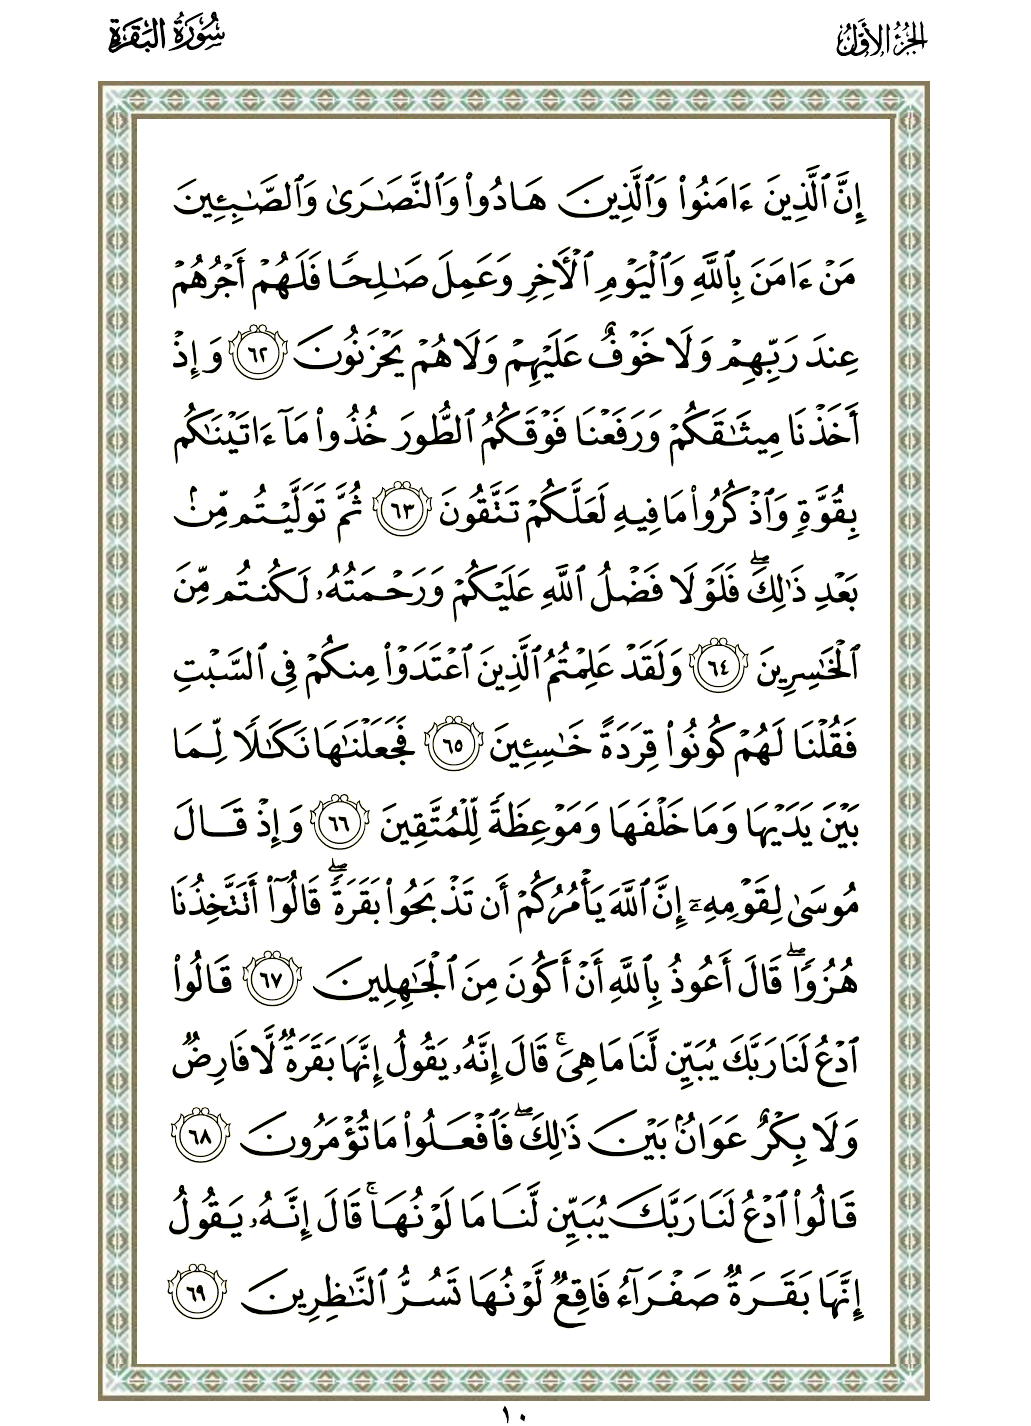 الجزء الأول
سورة البقرة
إِنَّ ٱلَّذِينَ ءَامَنُوا۟ وَٱلَّذِينَ هَادُوا۟ وَٱلنَّصَـٰرَىٰ وَٱلصَّـٰبِـِٔينَ
مَنْ ءَامَنَ بِٱللَّهِ وَٱلْيَوْمِ ٱلْـَٔاخِرِ وَعَمِلَ صَـٰلِحًا فَلَهُمْ أَجْرُهُمْ
عِندَ رَبِّهِمْ وَلَا خَوْفٌ عَلَيْهِمْ وَلَا هُمْ يَحْزَنُونَ ٦٢ وَإِذْ
أَخَذْنَا مِيثَـٰقَكُمْ وَرَفَعْنَا فَوْقَكُمُ ٱلطُّورَ خُذُوا۟ مَآ ءَاتَيْنَـٰكُم
بِقُوَّةٍ وَٱذْكُرُوا۟ مَا فِيهِ لَعَلَّكُمْ تَتَّقُونَ ٦٣ ثُمَّ تَوَلَّيْتُم مِّنۢ
بَعْدِ ذَٰلِكَ ۖ فَلَوْلَا فَضْلُ ٱللَّهِ عَلَيْكُمْ وَرَحْمَتُهُۥ لَكُنتُم مِّنَ
ٱلْخَـٰسِرِينَ ٦٤ وَلَقَدْ عَلِمْتُمُ ٱلَّذِينَ ٱعْتَدَوْا۟ مِنكُمْ فِى ٱلسَّبْتِ
فَقُلْنَا لَهُمْ كُونُوا۟ قِرَدَةً خَـٰسِـِٔينَ ٦٥ فَجَعَلْنَـٰهَا نَكَـٰلًا لِّمَا
بَيْنَ يَدَيْهَا وَمَا خَلْفَهَا وَمَوْعِظَةً لِّلْمُتَّقِينَ ٦٦ وَإِذْ قَالَ
مُوسَىٰ لِقَوْمِهِۦٓ إِنَّ ٱللَّهَ يَأْمُرُكُمْ أَن تَذْبَحُوا۟ بَقَرَةً ۖ قَالُوٓا۟ أَتَتَّخِذُنَا
هُزُوًا ۖ قَالَ أَعُوذُ بِٱللَّهِ أَنْ أَكُونَ مِنَ ٱلْجَـٰهِلِينَ ٦٧ قَالُوا۟
ٱدْعُ لَنَا رَبَّكَ يُبَيِّن لَّنَا مَا هِىَ ۚ قَالَ إِنَّهُۥ يَقُولُ إِنَّهَا بَقَرَةٌ لَّا فَارِضٌ
وَلَا بِكْرٌ عَوَانٌۢ بَيْنَ ذَٰلِكَ ۖ فَٱفْعَلُوا۟ مَا تُؤْمَرُونَ ٦٨
قَالُوا۟ ٱدْعُ لَنَا رَبَّكَ يُبَيِّن لَّنَا مَا لَوْنُهَا ۚ قَالَ إِنَّهُۥ يَقُولُ
إِنَّهَا بَقَرَةٌ صَفْرَآءُ فَاقِعٌ لَّوْنُهَا تَسُرُّ ٱلنَّـٰظِرِينَ ٦٩
١٠